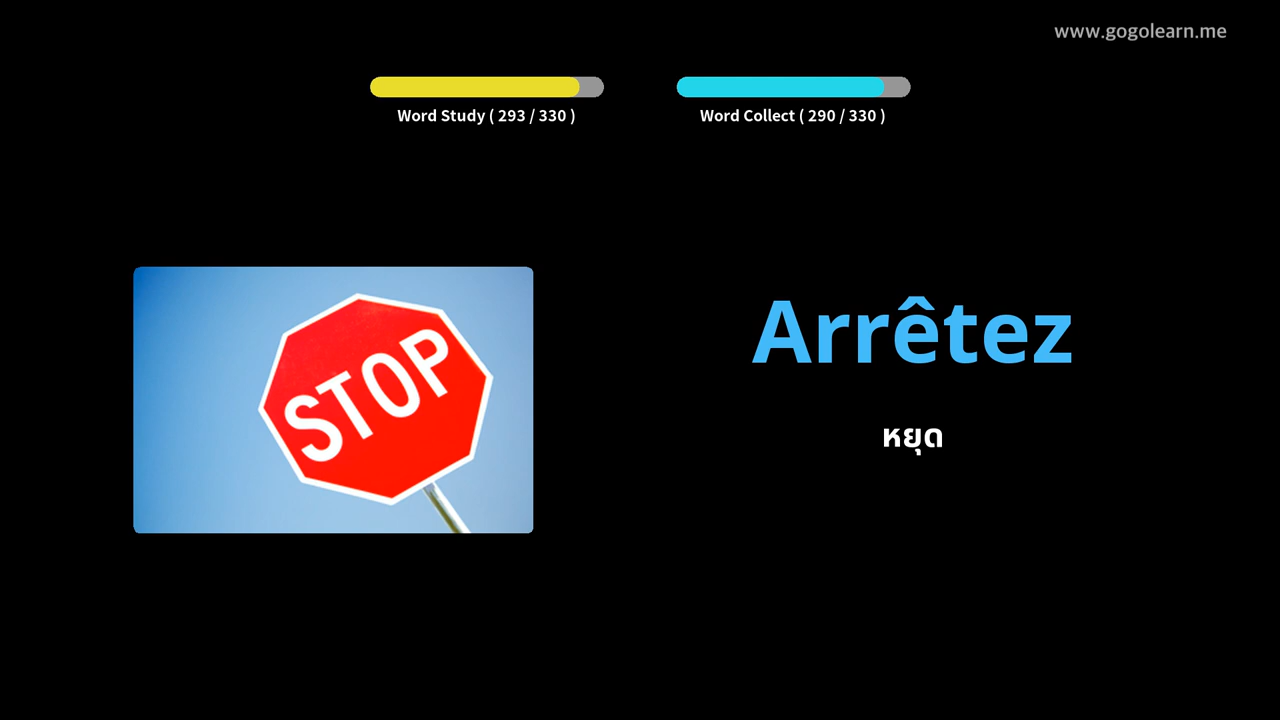 www.gogolearn.me
Word Study ( 293 / 330 )
Word Collect ( 290 / 330 )
STOP
Arrêtez
หยุด